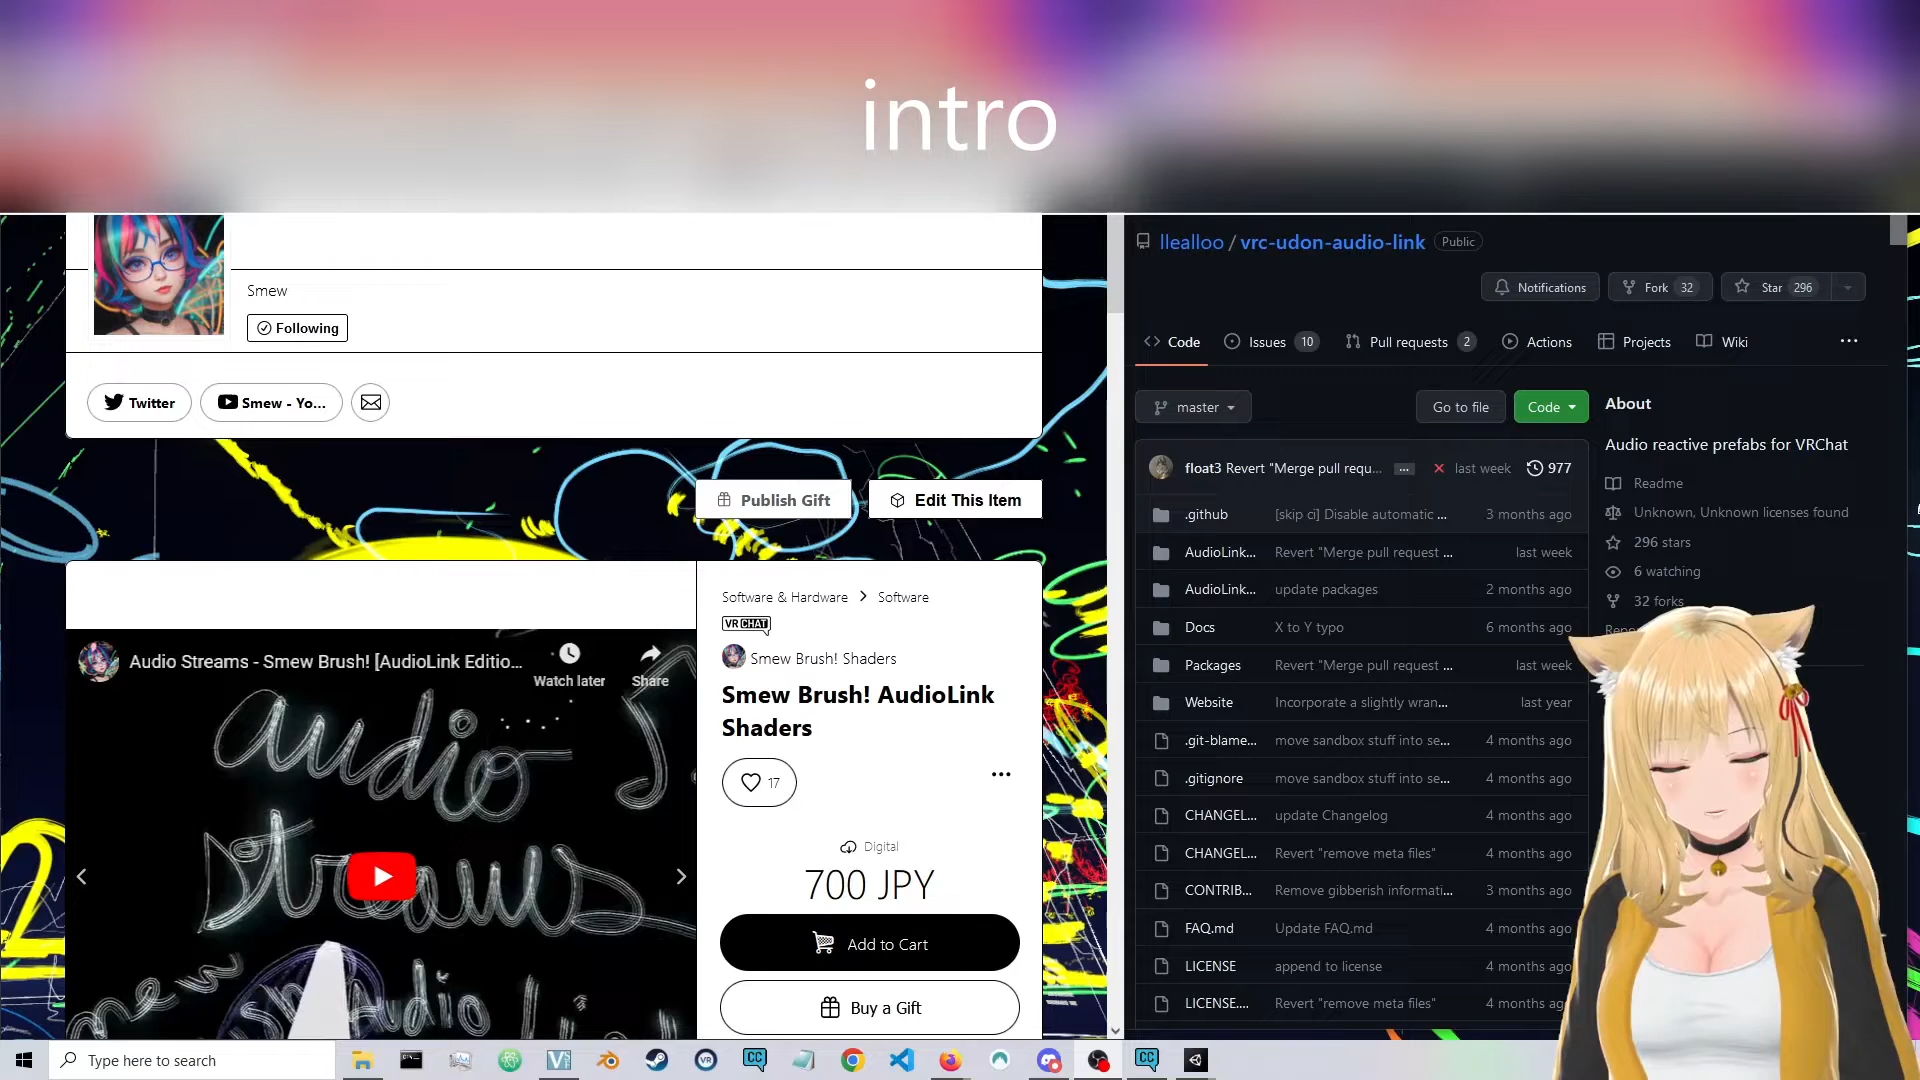 intro
Smew
Following
Twitter
Smew - Yo...
Publish Gift
Edit This Item
Software & Hardware > Software
VRCHAT
Smew Brush! Shaders
Smew Brush! AudioLink
Shaders
17
Digital
700 JPY
Add to Cart
Buy a Gift
Audio Streams - Smew Brush! [AudioLink Editio...
Watch later
Share
audio
Streams
llealloo / vrc-udon-audio-link Public
Notifications
Fork 32
Star 296
Code
Issues 10
Pull requests 2
Actions
Projects
Wiki
master
Go to file
Code
float3 Revert "Merge pull requ... ... last week 977
.github [skip ci] Disable automatic ... 3 months ago
AudioLink... Revert "Merge pull request ... last week
AudioLink... update packages 2 months ago
Docs X to Y typo 6 months ago
Packages Revert "Merge pull request ... last week
Website Incorporate a slightly wran... last year
.git-blame... move sandbox stuff into se... 4 months ago
.gitignore move sandbox stuff into se... 4 months ago
CHANGEL... update Changelog 4 months ago
CHANGEL... Revert "remove meta files" 4 months ago
CONTRIB... Remove gibberish informati... 3 months ago
FAQ.md Update FAQ.md 4 months ago
LICENSE append to license 4 months ago
LICENSE.... Revert "remove meta files" 4 months ago
About
Audio reactive prefabs for VRChat
Readme
Unknown, Unknown licenses found
296 stars
6 watching
32 forks
Type here to search